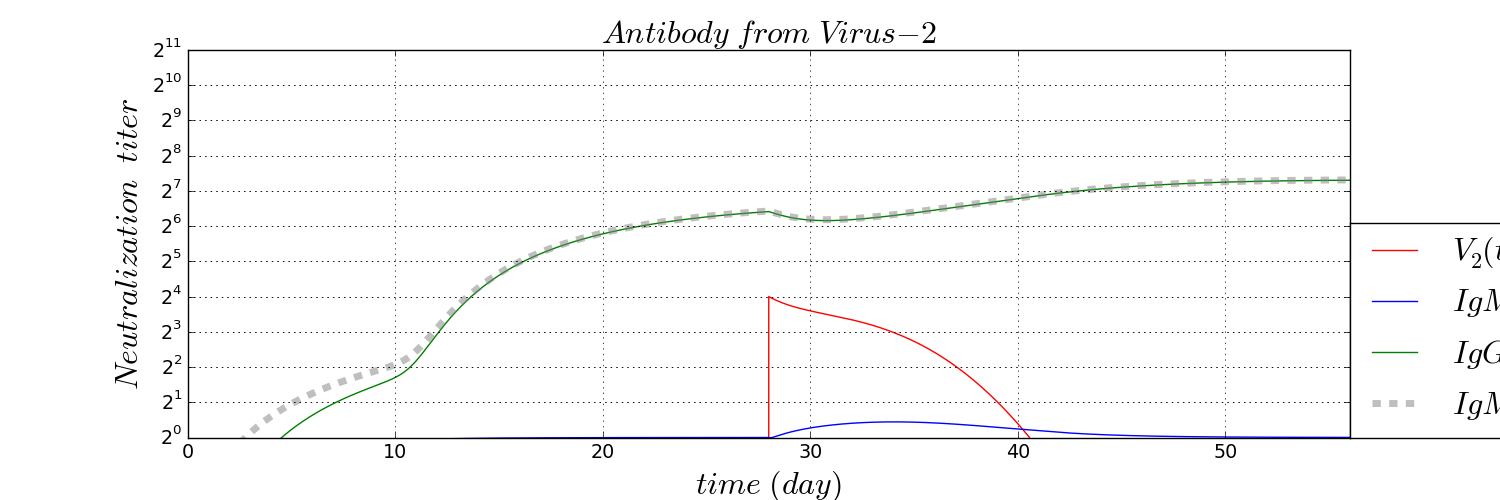 Antibody from Virus−2
Neutralization titer
2^11
2^10
2^9
2^8
2^7
2^6
2^5
2^4
2^3
2^2
2^1
2^0
0 10 20 30 40 50
time (day)
V_2(
IgM
IgG
IgM